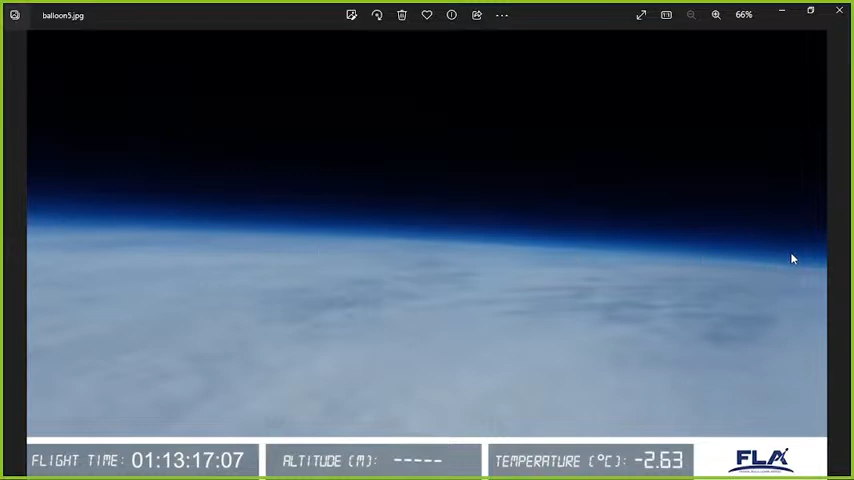 balloon5.jpg
66%
FLIGHT TIME: 01:13:17:07
ALTITUDE (M): -----
TEMPERATURE (°C): -2.63
FLA